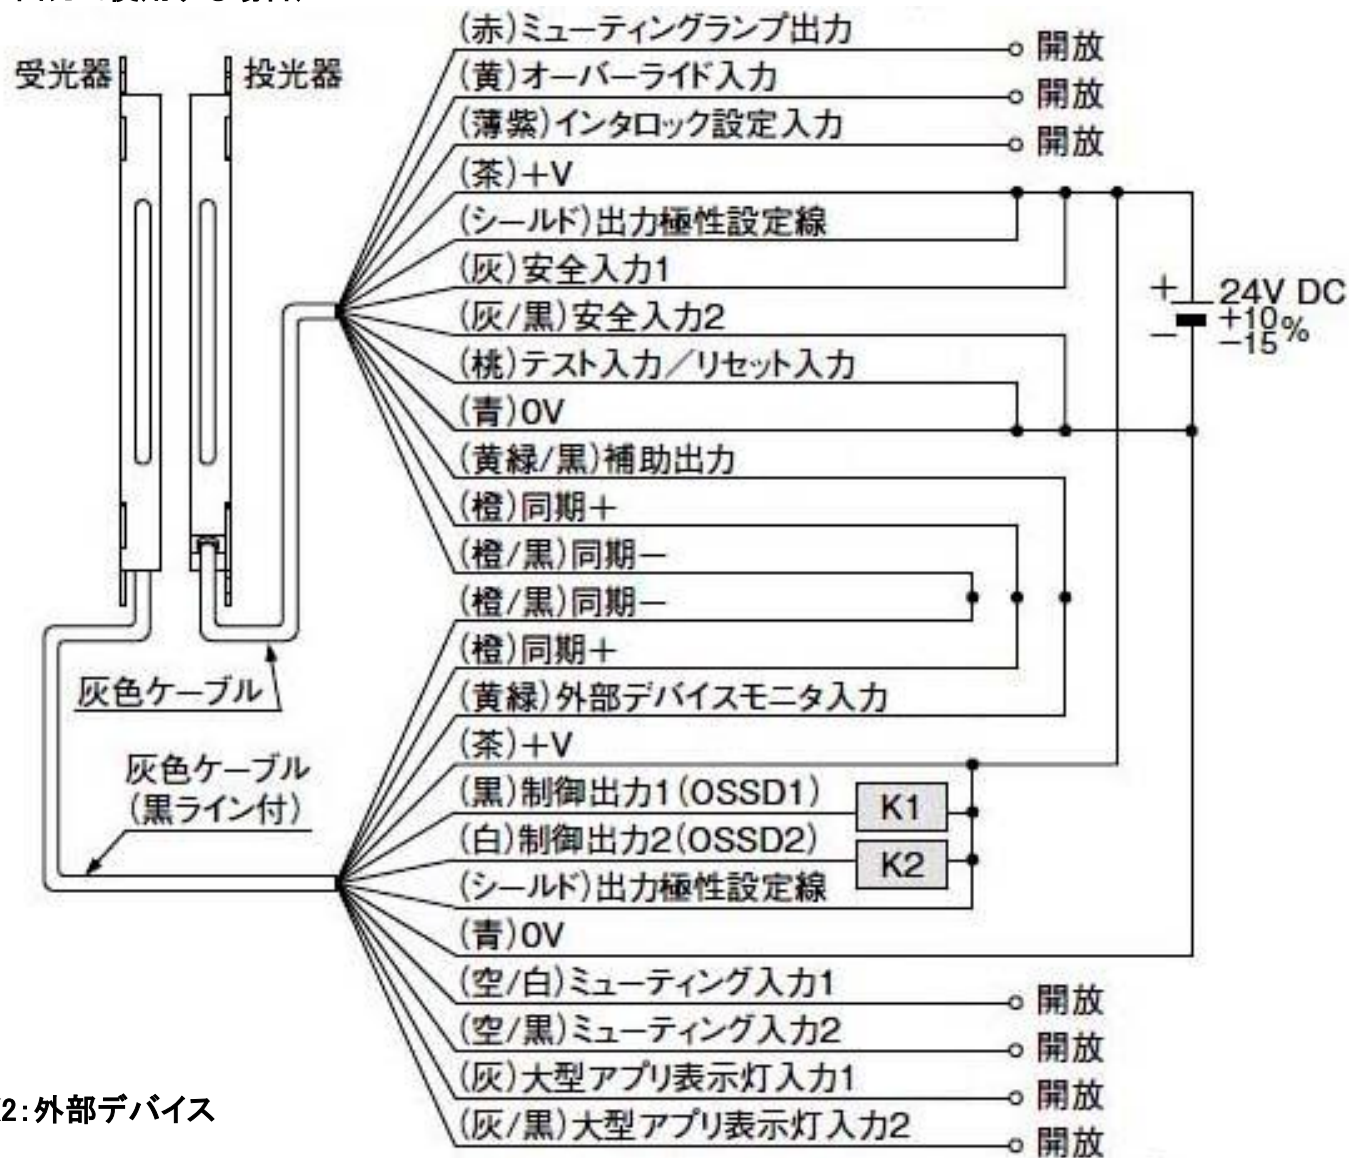 受光器
投光器
(赤)ミューティングランプ出力
開放
(黄)オーバーライド入力
開放
(薄紫)インタロック設定入力
開放
(茶)+V
(シールド)出力極性設定線
(灰)安全入力1
(灰/黒)安全入力2
(桃)テスト入力/リセット入力
(青)0V
(黄緑/黒)補助出力
(橙)同期+
(橙/黒)同期-
+
-
24V DC
+10
-15%
灰色ケーブル
灰色ケーブル
(黒ライン付)
(橙/黒)同期-
(橙)同期+
(黄緑)外部デバイスモニタ入力
(茶)+V
(黒)制御出力1(OSSD1)
K1
(白)制御出力2(OSSD2)
K2
(シールド)出力極性設定線
(青)0V
(空/白)ミューティング入力1
開放
(空/黒)ミューティング入力2
開放
(灰)大型アプリ表示灯入力1
開放
(灰/黒)大型アプリ表示灯入力2
開放
2:外部デバイス